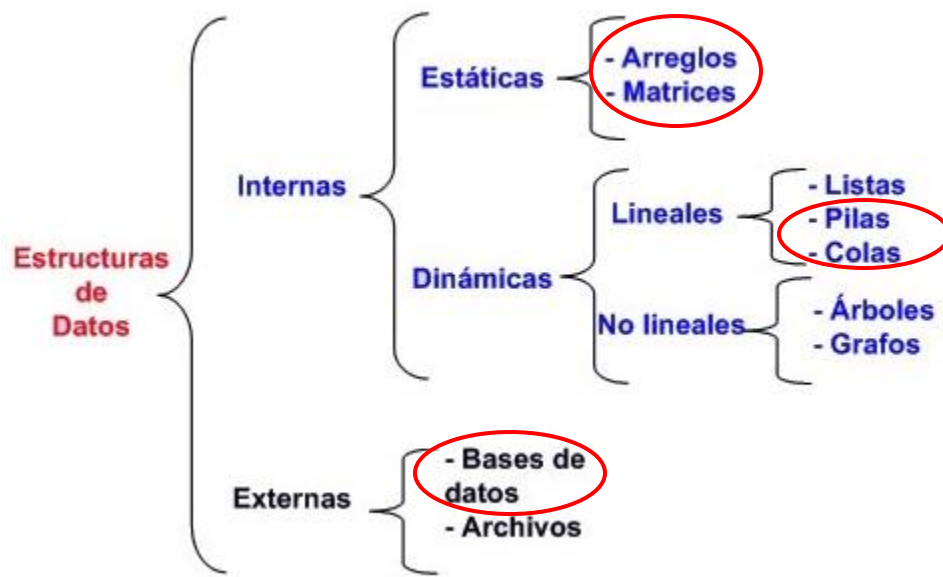 Estructuras
de
Datos
Internas
Estáticas
- Arreglos
- Matrices
Dinámicas
Lineales
- Listas
- Pilas
- Colas
No lineales
- Árboles
- Grafos
Externas
- Bases de
datos
- Archivos